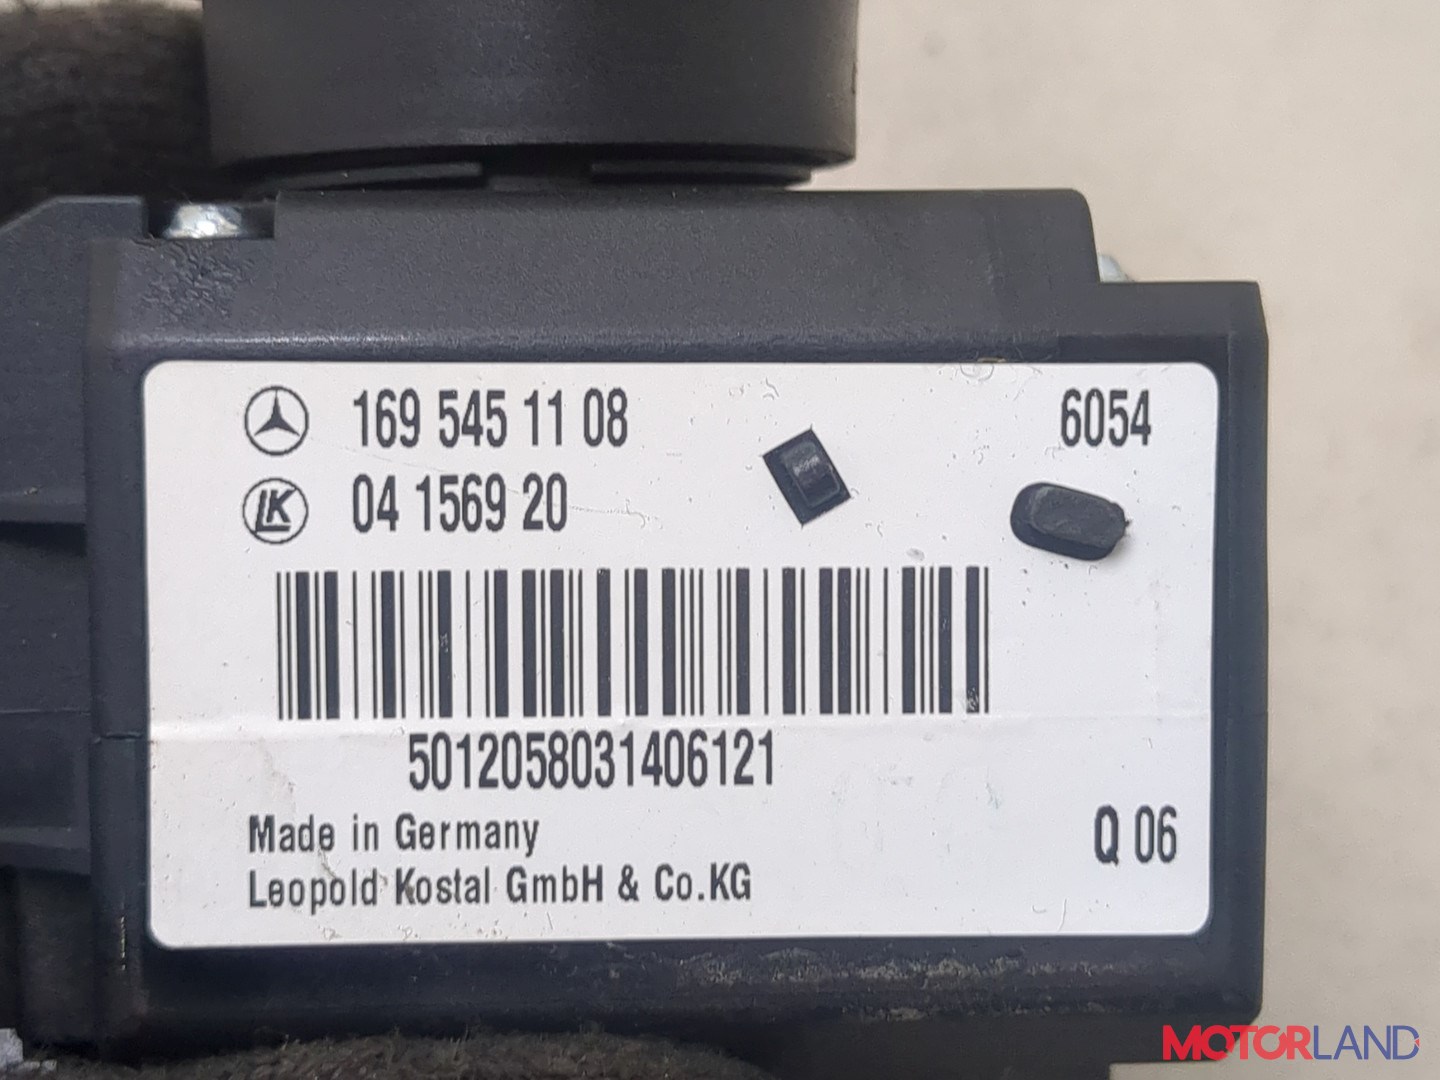 169 545 11 08
6054
LK
04 1569 20
5012058031406121
Made in Germany
Q 06
Leopold Kostal GmbH & Co.KG
MOTORLAND